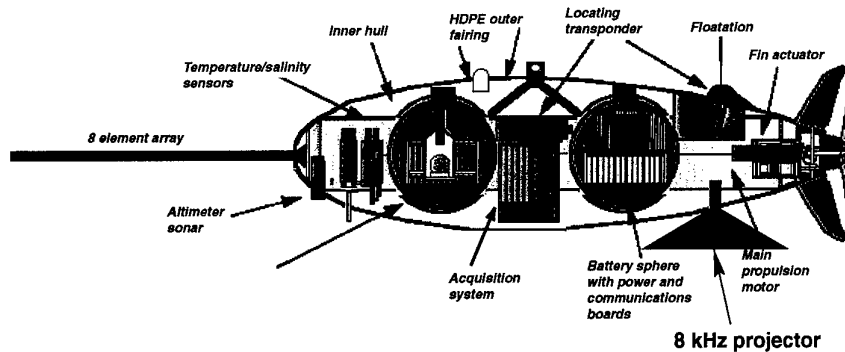 HDPE outer
fairing
Locating
transponder
Inner hull
Floatation
Temperature/salinity
sensors
Fin actuator
8 element array
Altimeter
sonar
Acquisition
system
Battery sphere
with power and
communications
boards
Main
propulsion
motor
8 kHz projector